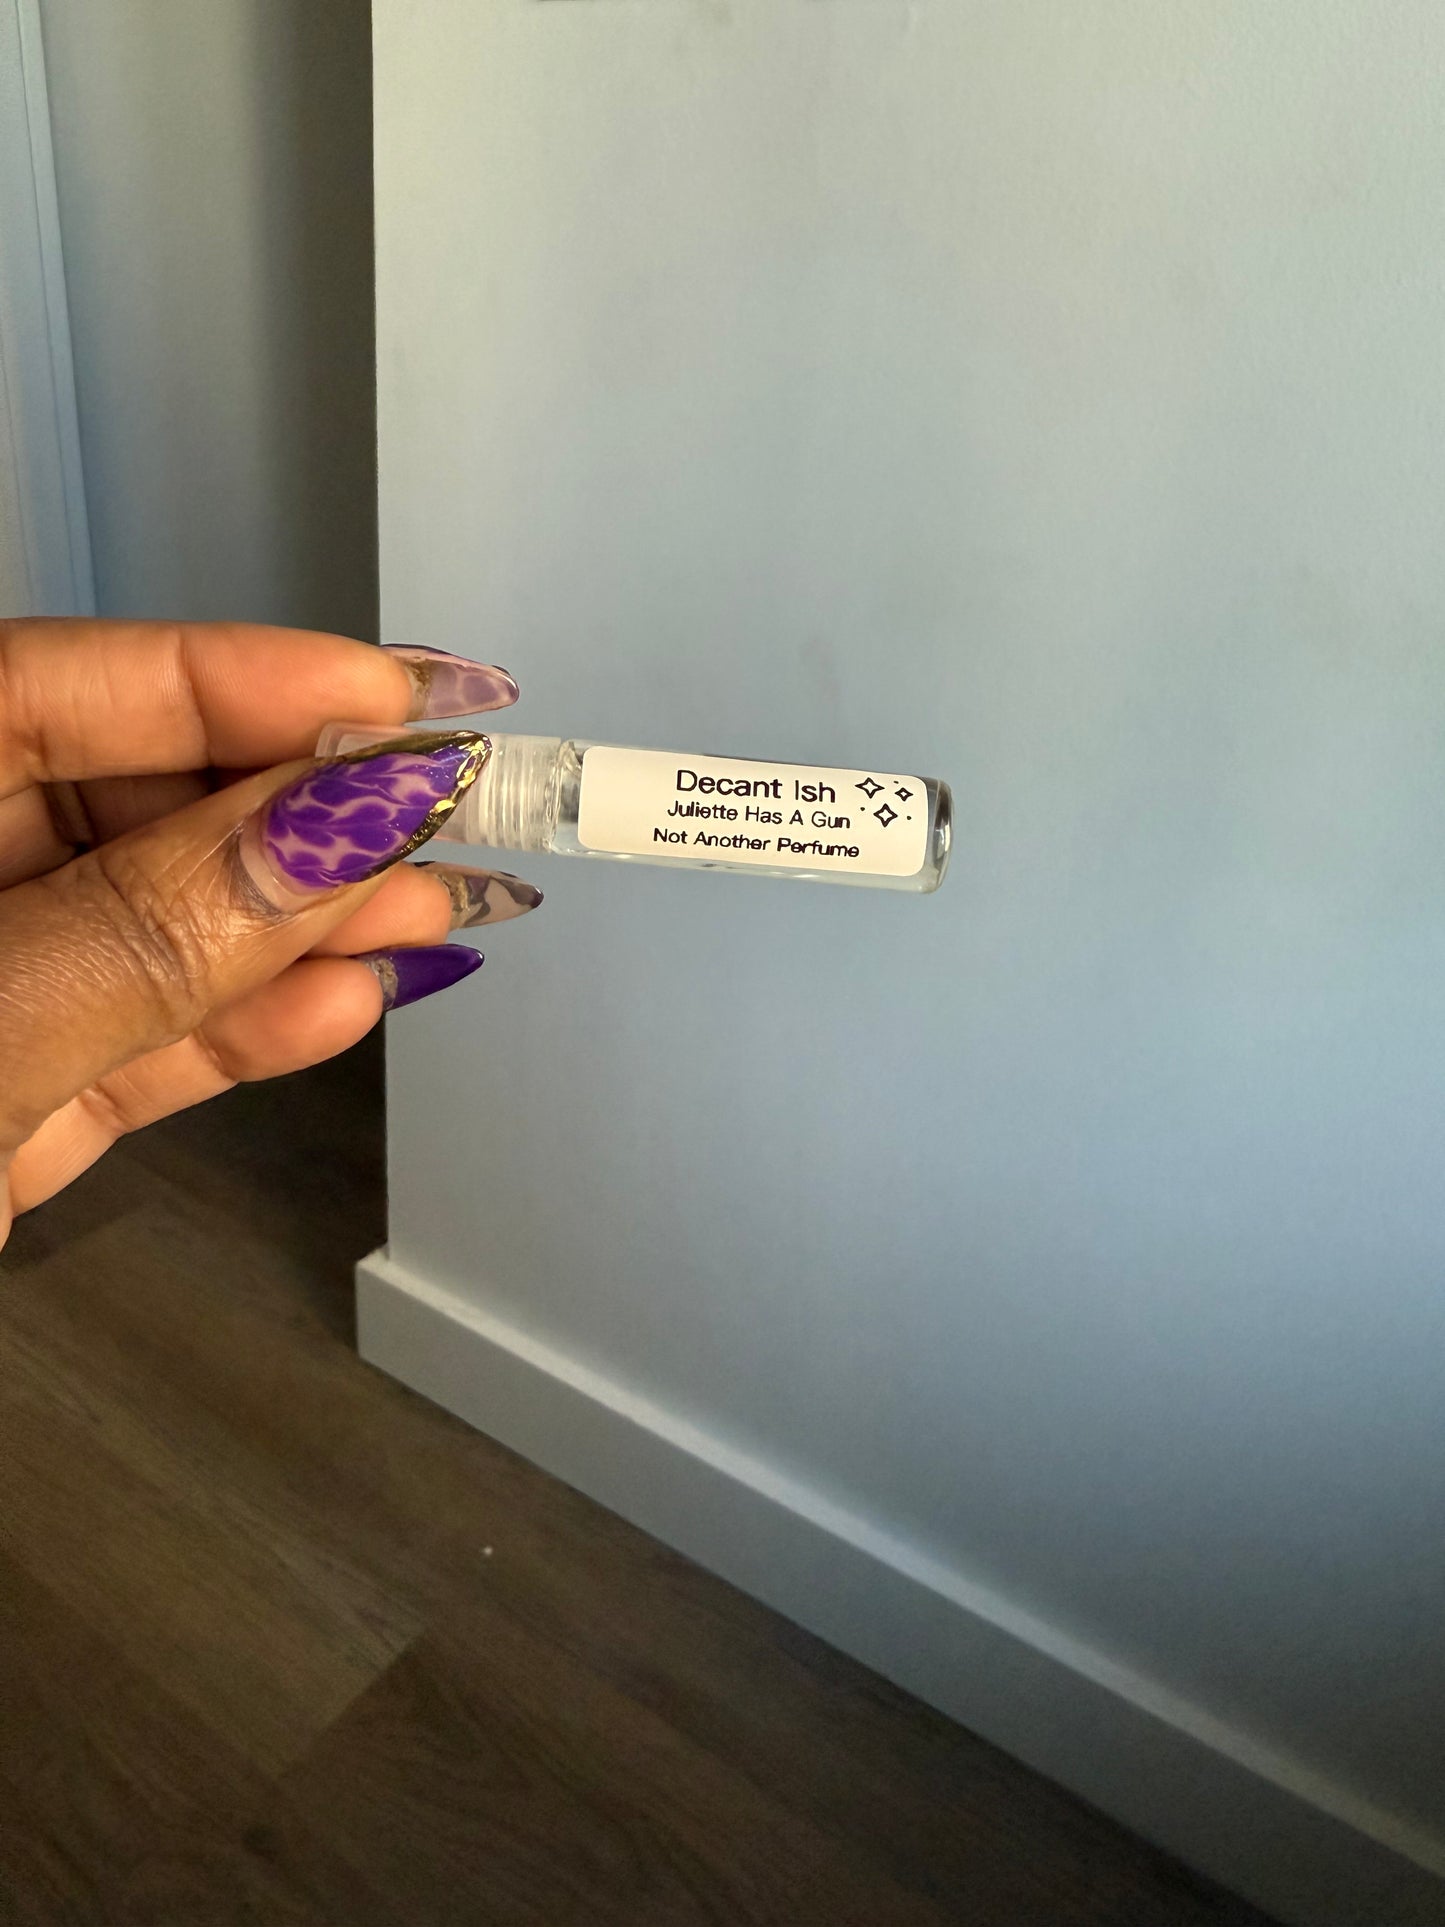 Decant Ish
Juliette Has A Gun
Not Another Perfume